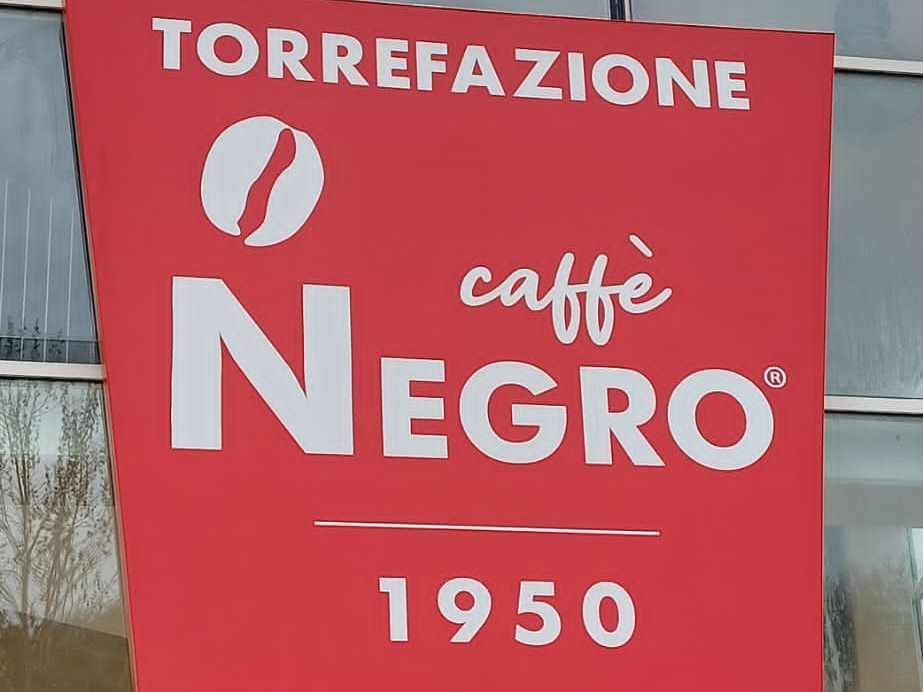 TORREFAZIONE
caffè
NEGRO®
1950